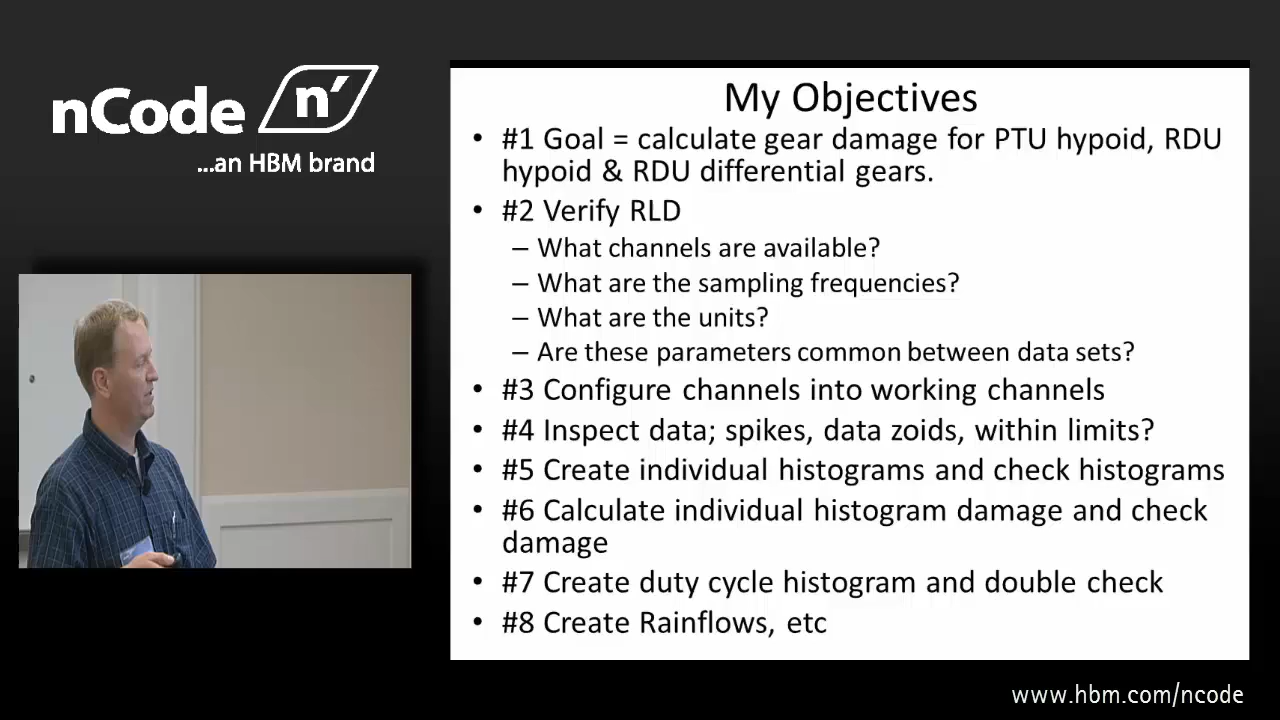 nCode n'
...an HBM brand
My Objectives
• #1 Goal = calculate gear damage for PTU hypoid, RDU
hypoid & RDU differential gears.
• #2 Verify RLD
– What channels are available?
– What are the sampling frequencies?
– What are the units?
– Are these parameters common between data sets?
• #3 Configure channels into working channels
• #4 Inspect data; spikes, data zoids, within limits?
• #5 Create individual histograms and check histograms
• #6 Calculate individual histogram damage and check
damage
• #7 Create duty cycle histogram and double check
• #8 Create Rainflows, etc
www.hbm.com/ncode